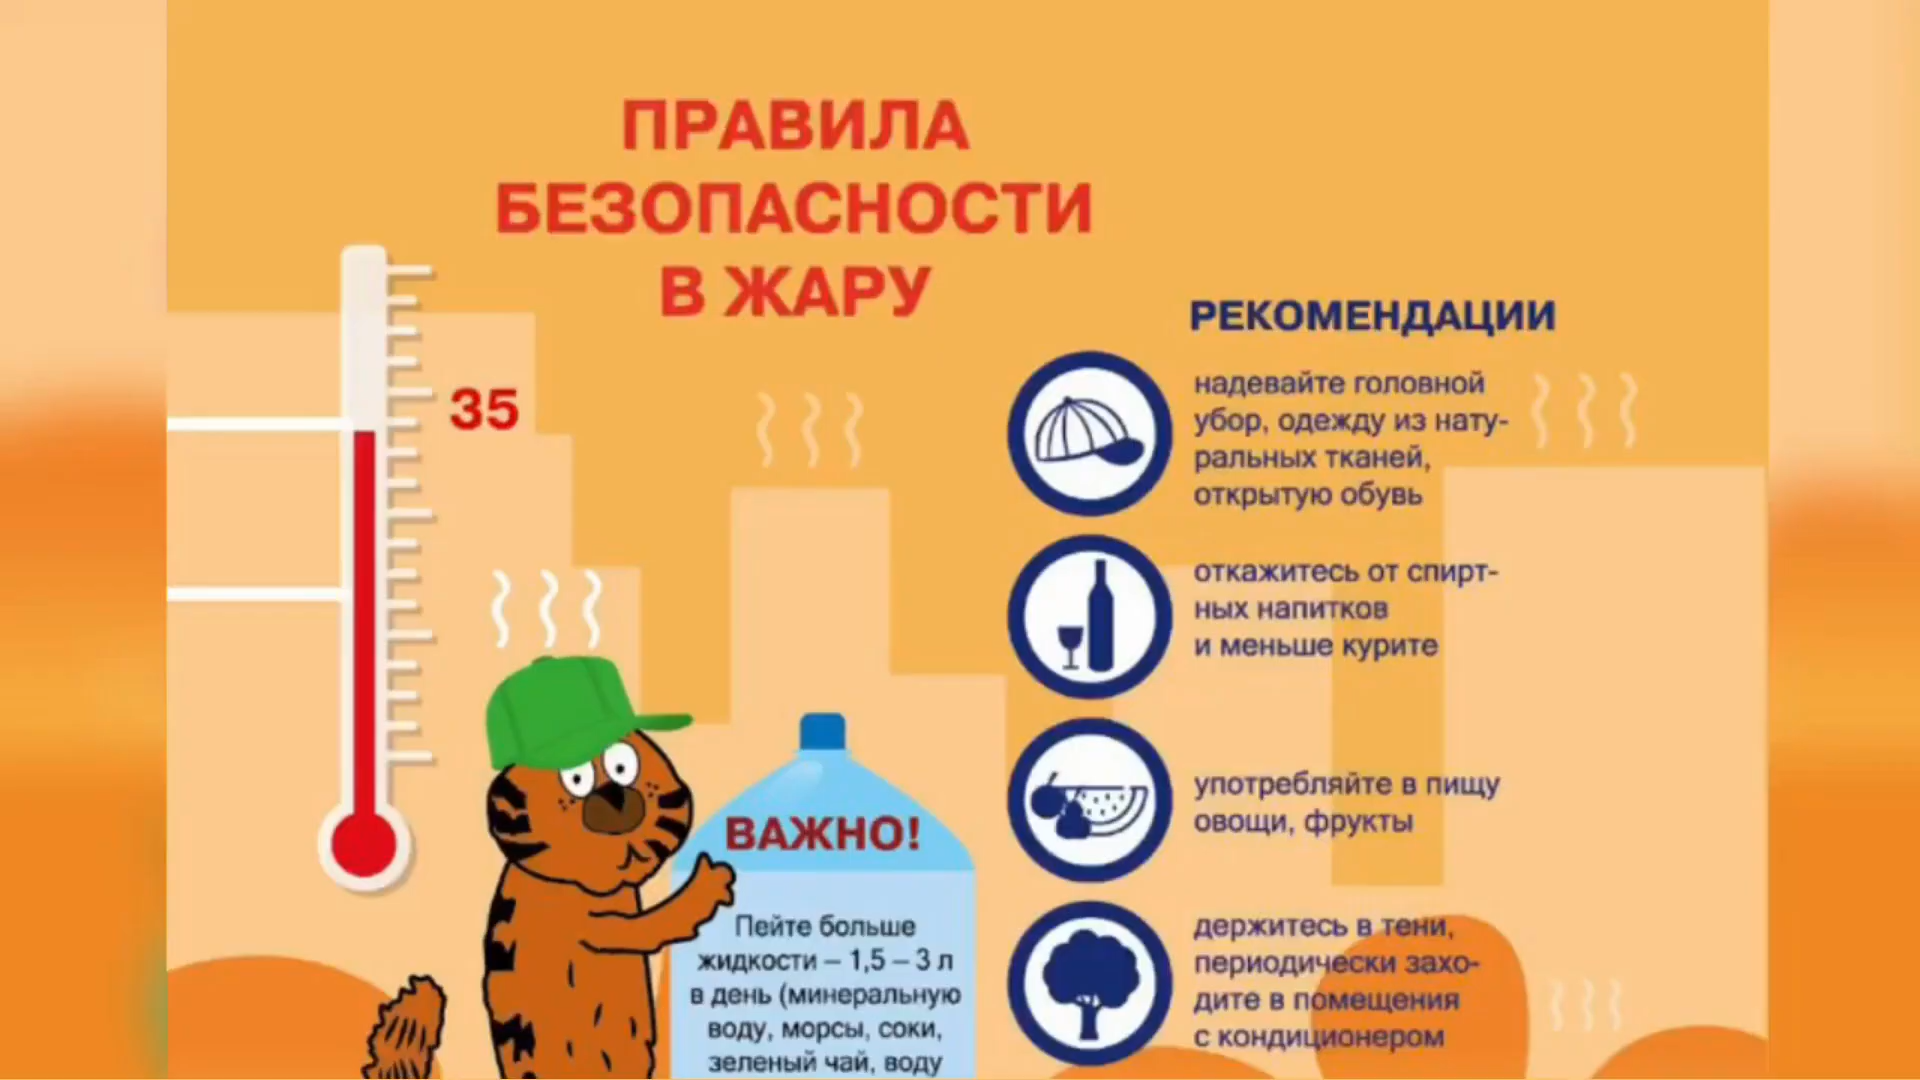 ПРАВИЛА
БЕЗОПАСНОСТИ
В ЖАРУ
35
РЕКОМЕНДАЦИИ
надевайте головной
убор, одежду из нату-
ральных тканей,
открытую обувь
откажитесь от спирт-
ных напитков
и меньше курите
употребляйте в пищу
овощи, фрукты
держитесь в тени,
периодически захо-
дите в помещения
с кондиционером
ВАЖНО!
Пейте больше
жидкости – 1,5 – 3 л
в день (минеральную
воду, морсы, соки,
зеленый чай, воду